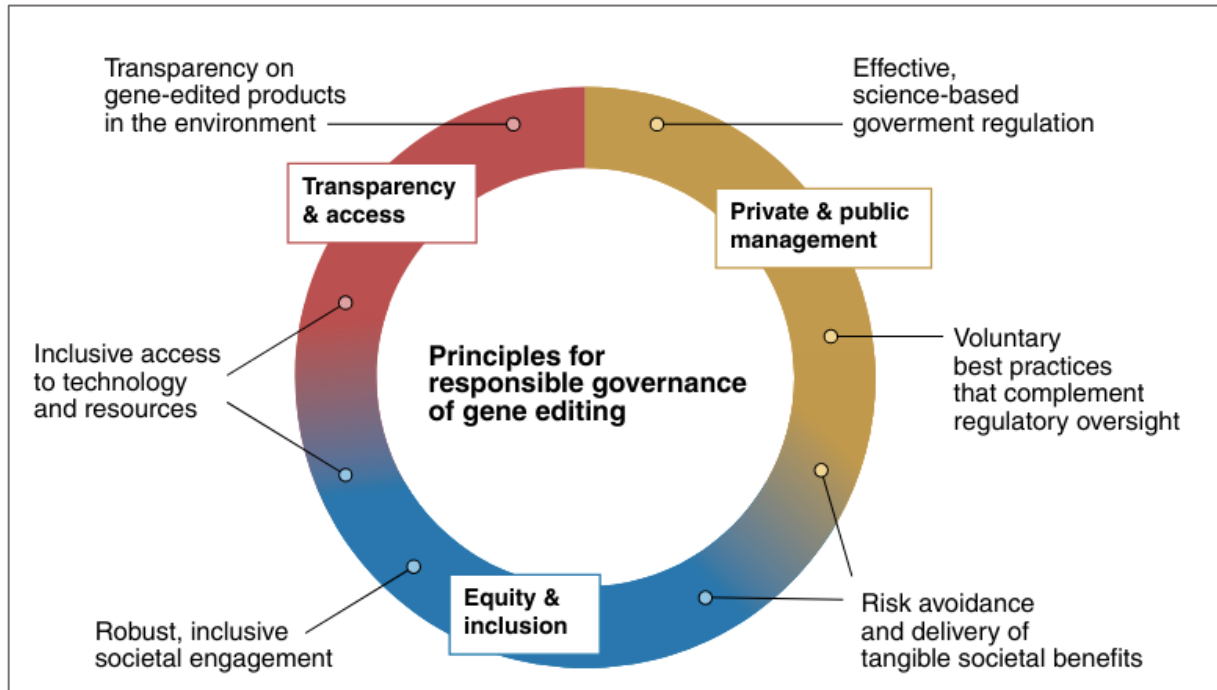 Transparency on
gene-edited products
in the environment
Effective,
science-based
goverment regulation
Transparency
& access
Private & public
management
Principles for
responsible governance
of gene editing
Inclusive access
to technology
and resources
Voluntary
best practices
that complement
regulatory oversight
Equity &
inclusion
Robust, inclusive
societal engagement
Risk avoidance
and delivery of
tangible societal benefits